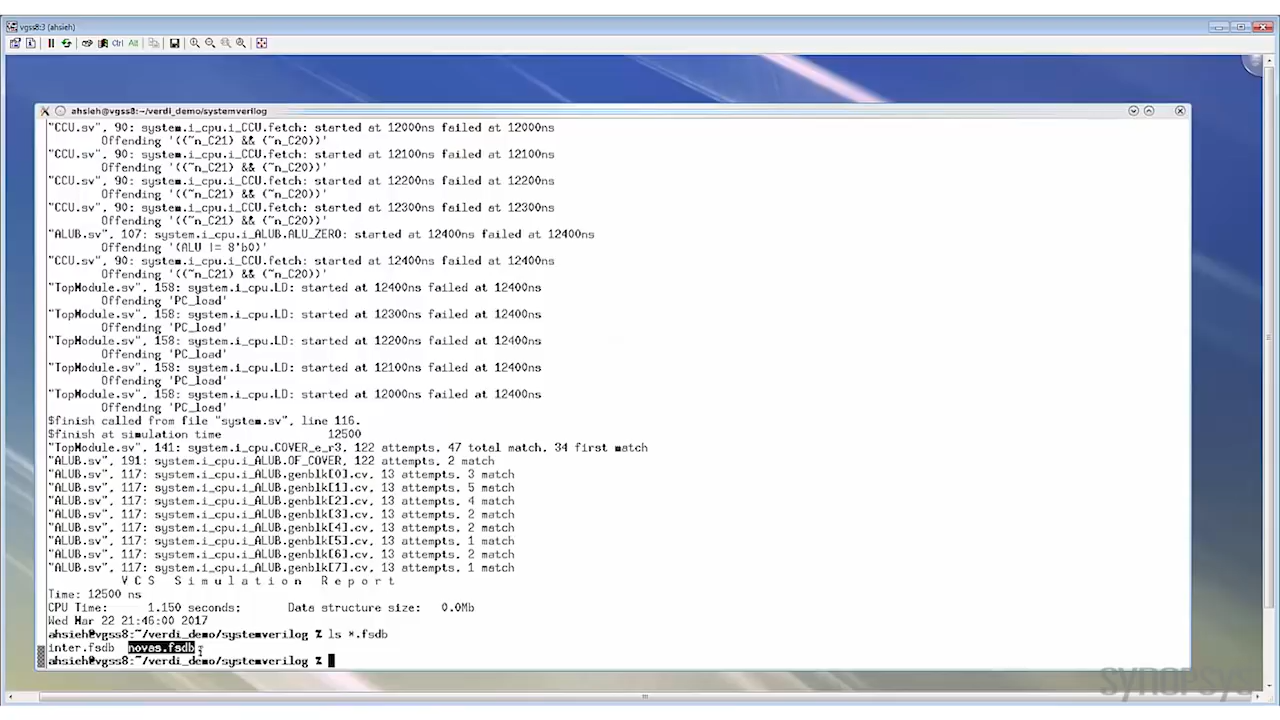 vgss8:3 (ahsieh)
Ctrl Alt
ahsieh@vgss8:~/verdi_demo/systemverilog
"CCU.sv", 90: system.i_cpu.i_CCU.fetch: started at 12000ns failed at 12000ns
Offending '((~n_C21) && (~n_C20))'
"CCU.sv", 90: system.i_cpu.i_CCU.fetch: started at 12100ns failed at 12100ns
Offending '((~n_C21) && (~n_C20))'
"CCU.sv", 90: system.i_cpu.i_CCU.fetch: started at 12200ns failed at 12200ns
Offending '((~n_C21) && (~n_C20))'
"CCU.sv", 90: system.i_cpu.i_CCU.fetch: started at 12300ns failed at 12300ns
Offending '((~n_C21) && (~n_C20))'
"ALUB.sv", 107: system.i_cpu.i_ALUB.ALU_ZERO: started at 12400ns failed at 12400ns
Offending '(ALU |= 8'b0)'
"CCU.sv", 90: system.i_cpu.i_CCU.fetch: started at 12400ns failed at 12400ns
Offending '((~n_C21) && (~n_C20))'
"TopModule.sv", 158: system.i_cpu.LD: started at 12400ns failed at 12400ns
Offending 'PC_load'
"TopModule.sv", 158: system.i_cpu.LD: started at 12300ns failed at 12400ns
Offending 'PC_load'
"TopModule.sv", 158: system.i_cpu.LD: started at 12200ns failed at 12400ns
Offending 'PC_load'
"TopModule.sv", 158: system.i_cpu.LD: started at 12100ns failed at 12400ns
Offending 'PC_load'
"TopModule.sv", 158: system.i_cpu.LD: started at 12000ns failed at 12400ns
Offending 'PC_load'
$finish called from file "system.sv", line 116.
$finish at simulation time 12500
"TopModule.sv", 141: system.i_cpu.COVER_e_r3, 122 attempts, 47 total match, 34 first match
"ALUB.sv", 191: system.i_cpu.i_ALUB.OF_COVER, 122 attempts, 2 match
"ALUB.sv", 117: system.i_cpu.i_ALUB.genblk[0].cv, 13 attempts, 3 match
"ALUB.sv", 117: system.i_cpu.i_ALUB.genblk[1].cv, 13 attempts, 5 match
"ALUB.sv", 117: system.i_cpu.i_ALUB.genblk[2].cv, 13 attempts, 4 match
"ALUB.sv", 117: system.i_cpu.i_ALUB.genblk[3].cv, 13 attempts, 2 match
"ALUB.sv", 117: system.i_cpu.i_ALUB.genblk[4].cv, 13 attempts, 2 match
"ALUB.sv", 117: system.i_cpu.i_ALUB.genblk[5].cv, 13 attempts, 1 match
"ALUB.sv", 117: system.i_cpu.i_ALUB.genblk[6].cv, 13 attempts, 2 match
"ALUB.sv", 117: system.i_cpu.i_ALUB.genblk[7].cv, 13 attempts, 1 match
V C S   S i m u l a t i o n   R e p o r t
Time: 12500 ns
CPU Time: 1.150 seconds; Data structure size: 0.0Mb
Wed Mar 22 21:46:00 2017
ahsieh@vgss8:~/verdi_demo/systemverilog % ls *.fsdb
inter.fsdb novas.fsdb
ahsieh@vgss8:~/verdi_demo/systemverilog %
SYNOPSYS